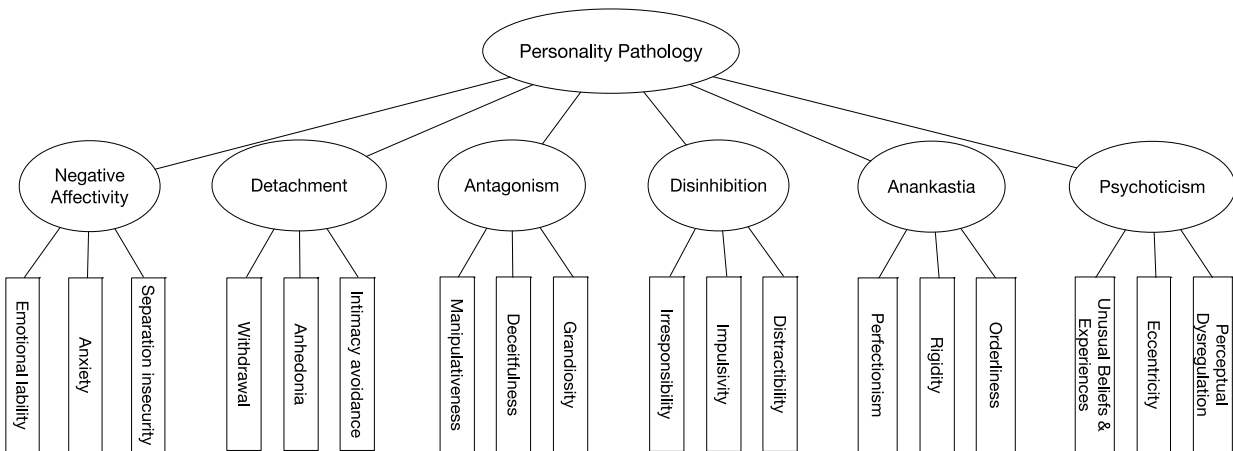 Personality Pathology
Negative
Affectivity
Detachment
Antagonism
Disinhibition
Anankastia
Psychoticism
Emotional lability
Anxiety
Separation insecurity
Withdrawal
Anhedonia
Intimacy avoidance
Manipulativeness
Deceitfulness
Grandiosity
Irresponsibility
Impulsivity
Distractibility
Perfectionism
Rigidity
Orderliness
Unusual Beliefs &
Experiences
Eccentricity
Perceptual
Dysregulation